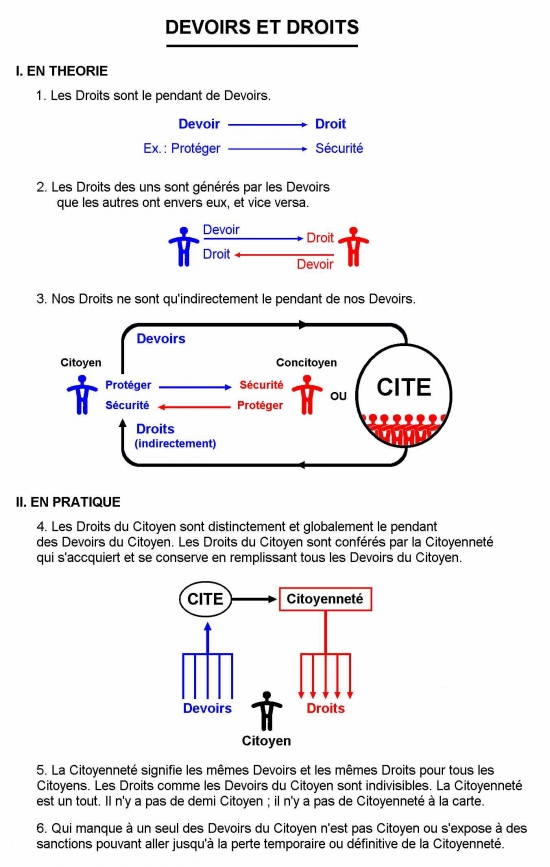 DEVOIRS ET DROITS
I. EN THEORIE
1. Les Droits sont le pendant de Devoirs.
Devoir Droit
Ex. : Protéger Sécurité
2. Les Droits des uns sont générés par les Devoirs
que les autres ont envers eux, et vice versa.
Devoir
Droit
Droit
Devoir
3. Nos Droits ne sont qu'indirectement le pendant de nos Devoirs.
Devoirs
Citoyen Concitoyen
Protéger Sécurité
OU
CITE
Sécurité Protéger
Droits
(indirectement)
II. EN PRATIQUE
4. Les Droits du Citoyen sont distinctement et globalement le pendant
des Devoirs du Citoyen. Les Droits du Citoyen sont conférés par la Citoyenneté
qui s'accquiert et se conserve en remplissant tous les Devoirs du Citoyen.
CITE Citoyenneté
Devoirs Droits
Citoyen
5. La Citoyenneté signifie les mêmes Devoirs et les mêmes Droits pour tous les
Citoyens. Les Droits comme les Devoirs du Citoyen sont indivisibles. La Citoyenneté
est un tout. Il n'y a pas de demi Citoyen ; il n'y a pas de Citoyenneté à la carte.
6. Qui manque à un seul des Devoirs du Citoyen n'est pas Citoyen ou s'expose à des
sanctions pouvant aller jusqu'à la perte temporaire ou définitive de la Citoyenneté.